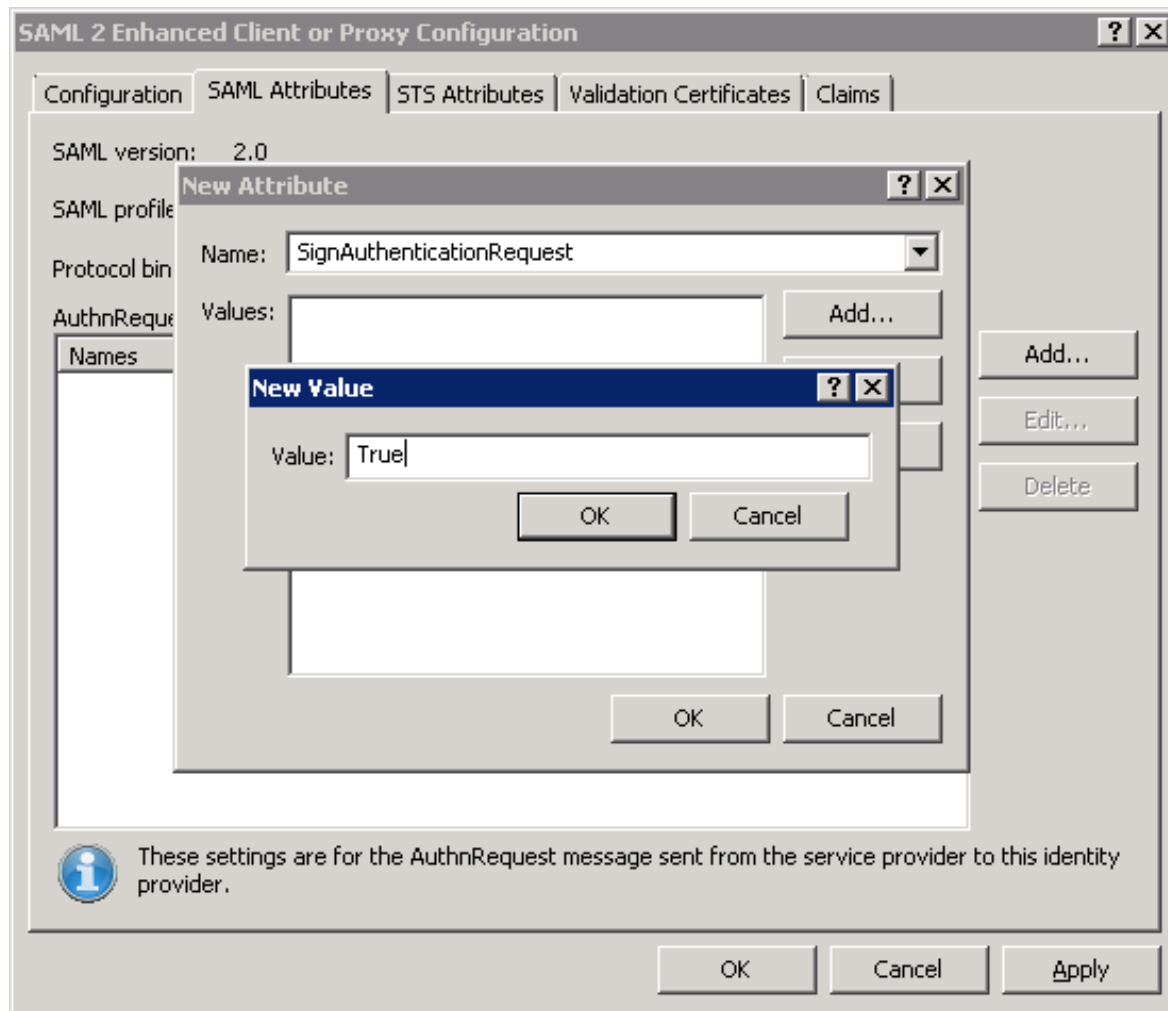 SAML 2 Enhanced Client or Proxy Configuration
Configuration SAML Attributes STS Attributes Validation Certificates Claims
SAML version: 2.0
New Attribute
SAML profile
Name: SignAuthenticationRequest
Protocol bin
Values:
Add...
AuthnReque
Names
Add...
New Value
Edit...
Value: True
Delete
OK Cancel
OK Cancel
These settings are for the AuthnRequest message sent from the service provider to this identity
provider.
OK Cancel Apply